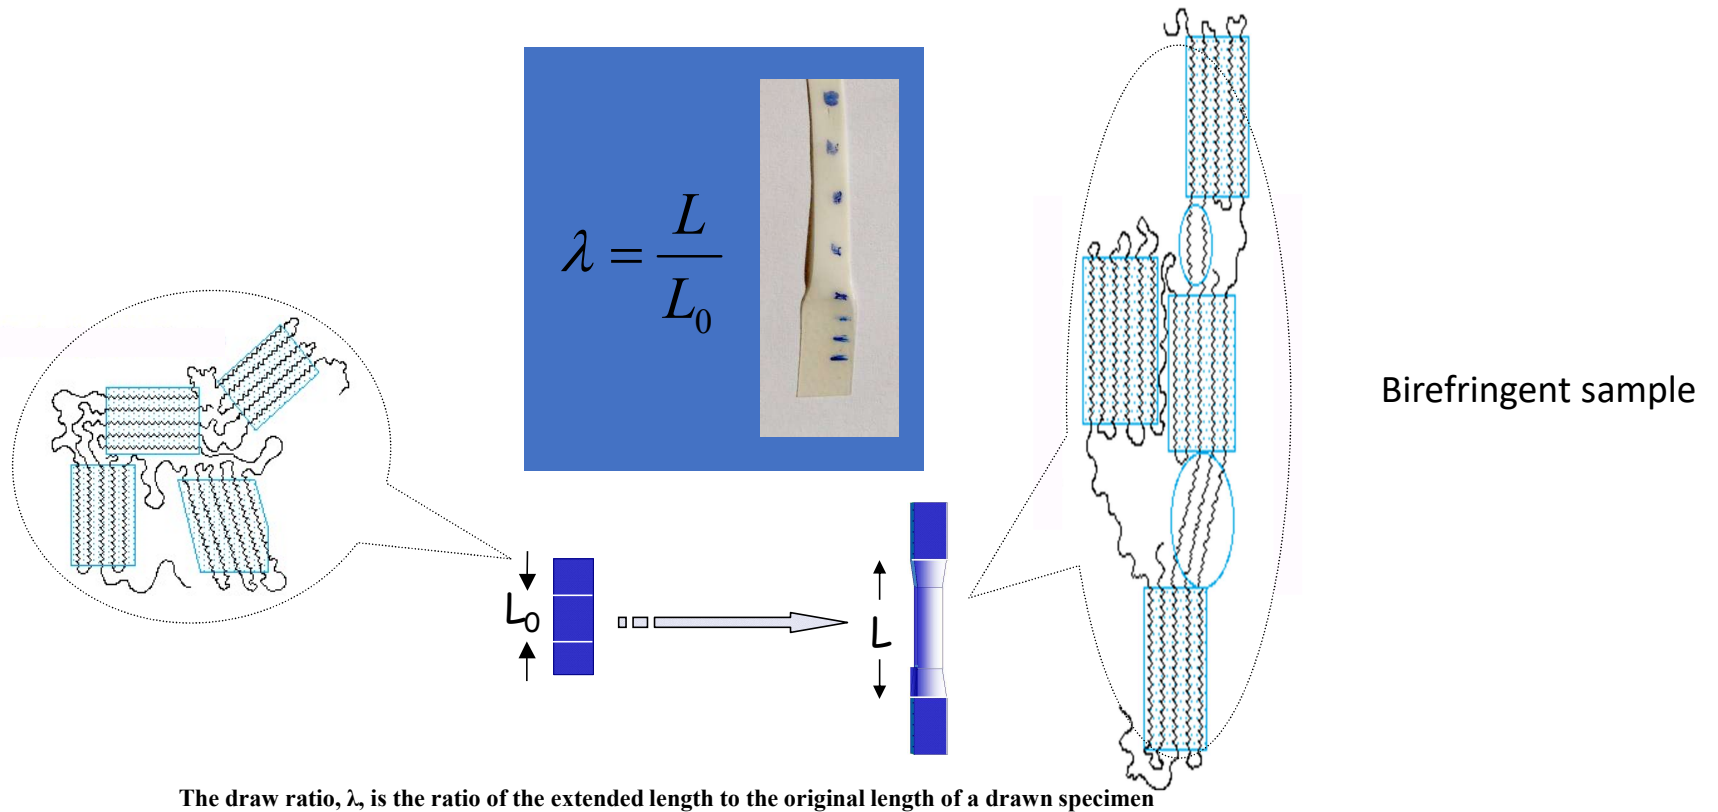 λ = L / L₀
Birefringent sample
L₀
L
The draw ratio, λ, is the ratio of the extended length to the original length of a drawn specimen